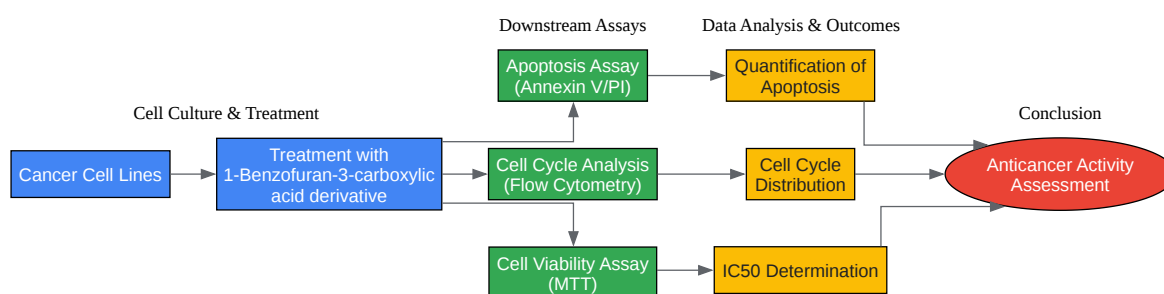 Downstream Assays
Data Analysis & Outcomes
Apoptosis Assay
(Annexin V/PI)
Quantification of
Apoptosis
Cell Culture & Treatment
Conclusion
Cancer Cell Lines
Treatment with
1-Benzofuran-3-carboxylic
acid derivative
Cell Cycle Analysis
(Flow Cytometry)
Cell Cycle
Distribution
Anticancer Activity
Assessment
Cell Viability Assay
(MTT)
IC50 Determination